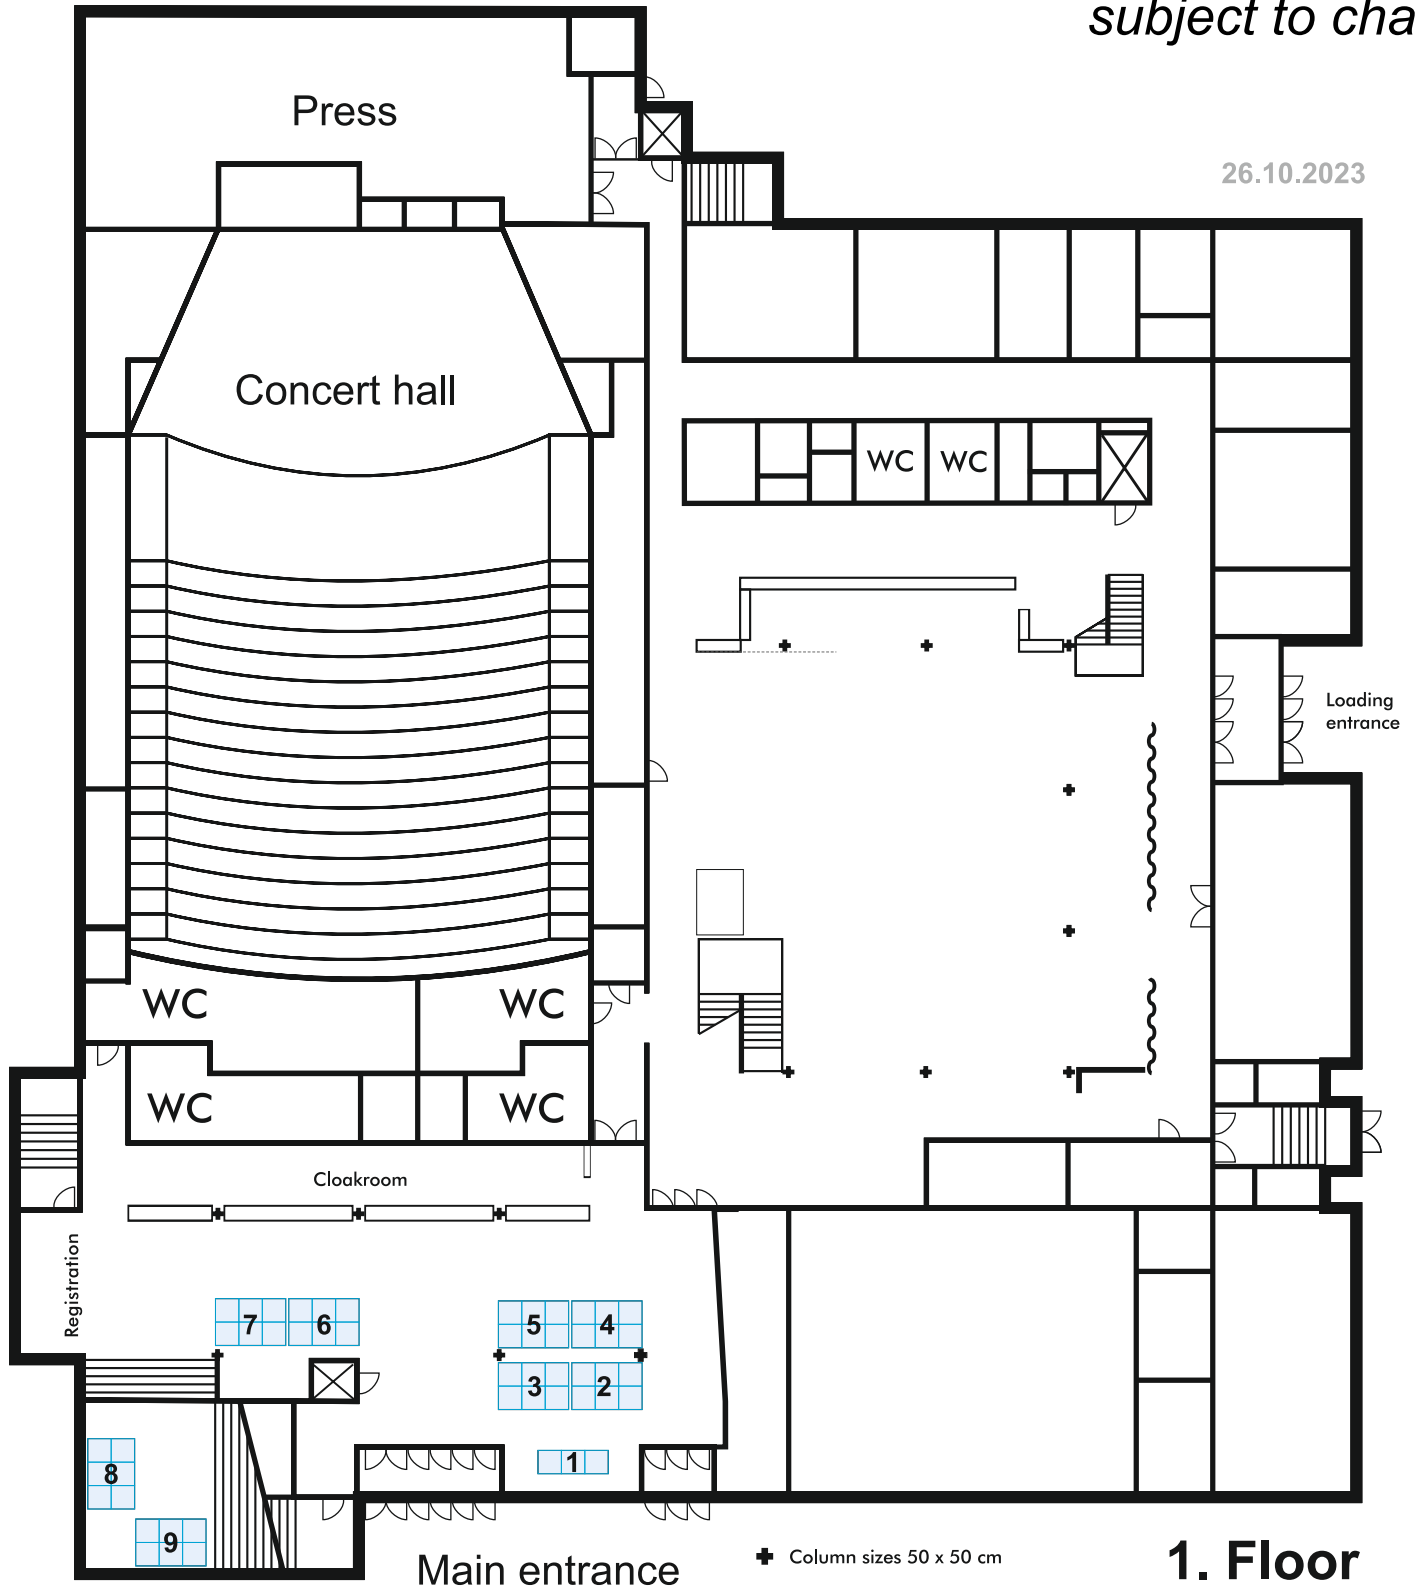 subject to cha
Press
26.10.2023
Concert hall
WC
WC
Loading
entrance
WC
WC
WC
WC
Cloakroom
Registration
7
6
5
4
3
2
1
8
9
Main entrance
Column sizes 50 x 50 cm
1. Floor